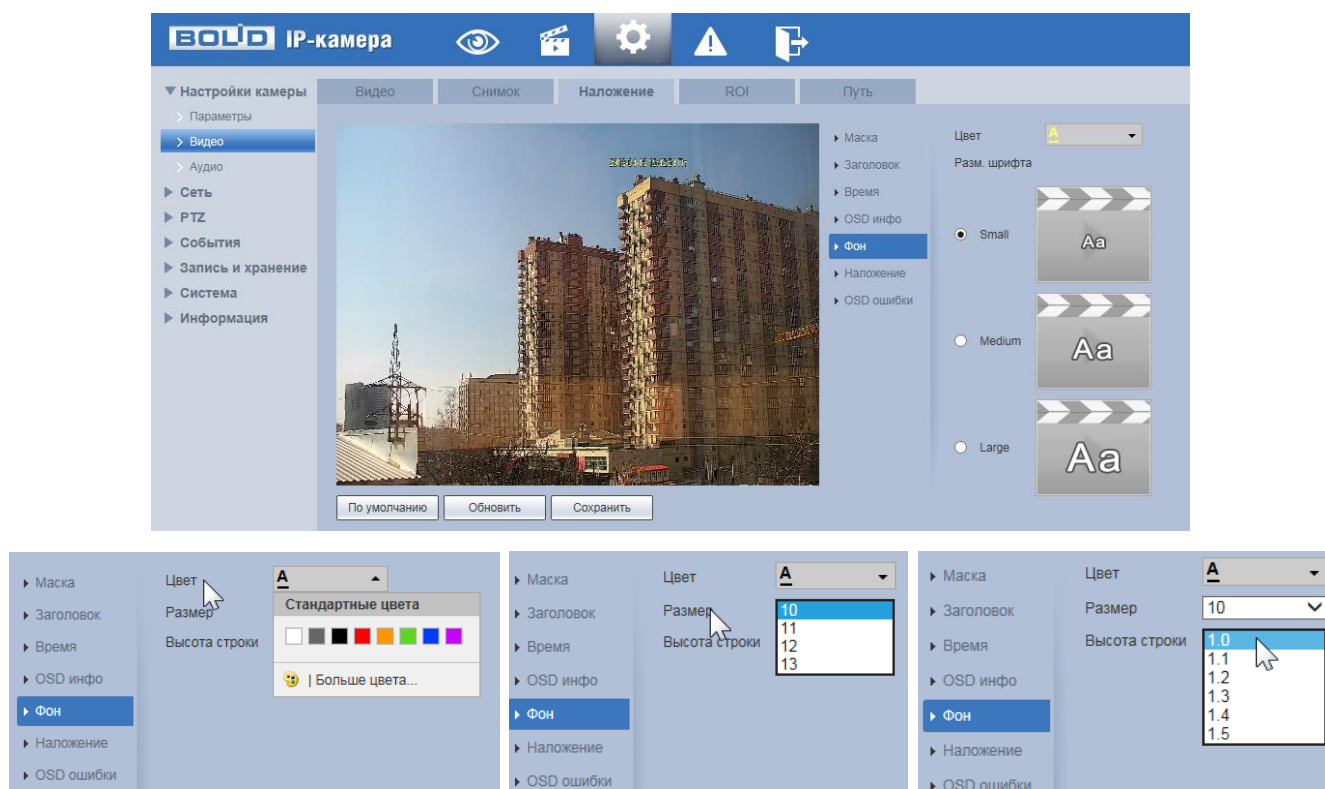 BOLID IP-камера
Настройки камеры
Параметры
Видео
Аудио
Сеть
PTZ
События
Запись и хранение
Система
Информация
Видео Снимок Наложение ROI Путь
Маска
Заголовок
Время
OSD инфо
Фон
Наложение
OSD ошибки
Цвет A
Разм. шрифта
Small Aa
Medium Aa
Large Aa
По умолчанию Обновить Сохранить
Маска
Заголовок
Время
OSD инфо
Фон
Наложение
OSD ошибки
Цвет A
Размер
Высота строки
Стандартные цвета
| Больше цвета...
Маска
Заголовок
Время
OSD инфо
Фон
Наложение
OSD ошибки
Цвет A
Размер
Высота строки
10
11
12
13
Маска
Заголовок
Время
OSD инфо
Фон
Наложение
OSD ошибки
Цвет A
Размер 10
Высота строки
1.0
1.1
1.2
1.3
1.4
1.5